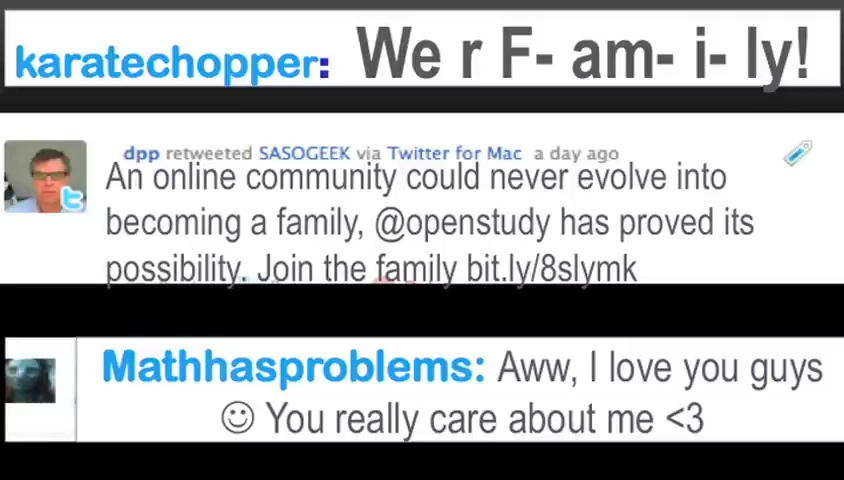 karatechopper: We r F- am- i- ly!
dpp retweeted SASOGEEK via Twitter for Mac a day ago
An online community could never evolve into
becoming a family, @openstudy has proved its
possibility. Join the family bit.ly/8slymk
Mathhasproblems: Aww, I love you guys
☺ You really care about me <3